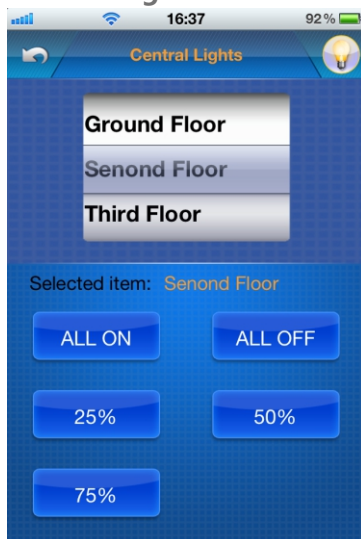 16:37 92%
Central Lights
Ground Floor
Senond Floor
Third Floor
Selected item: Senond Floor
ALL ON ALL OFF
25% 50%
75%